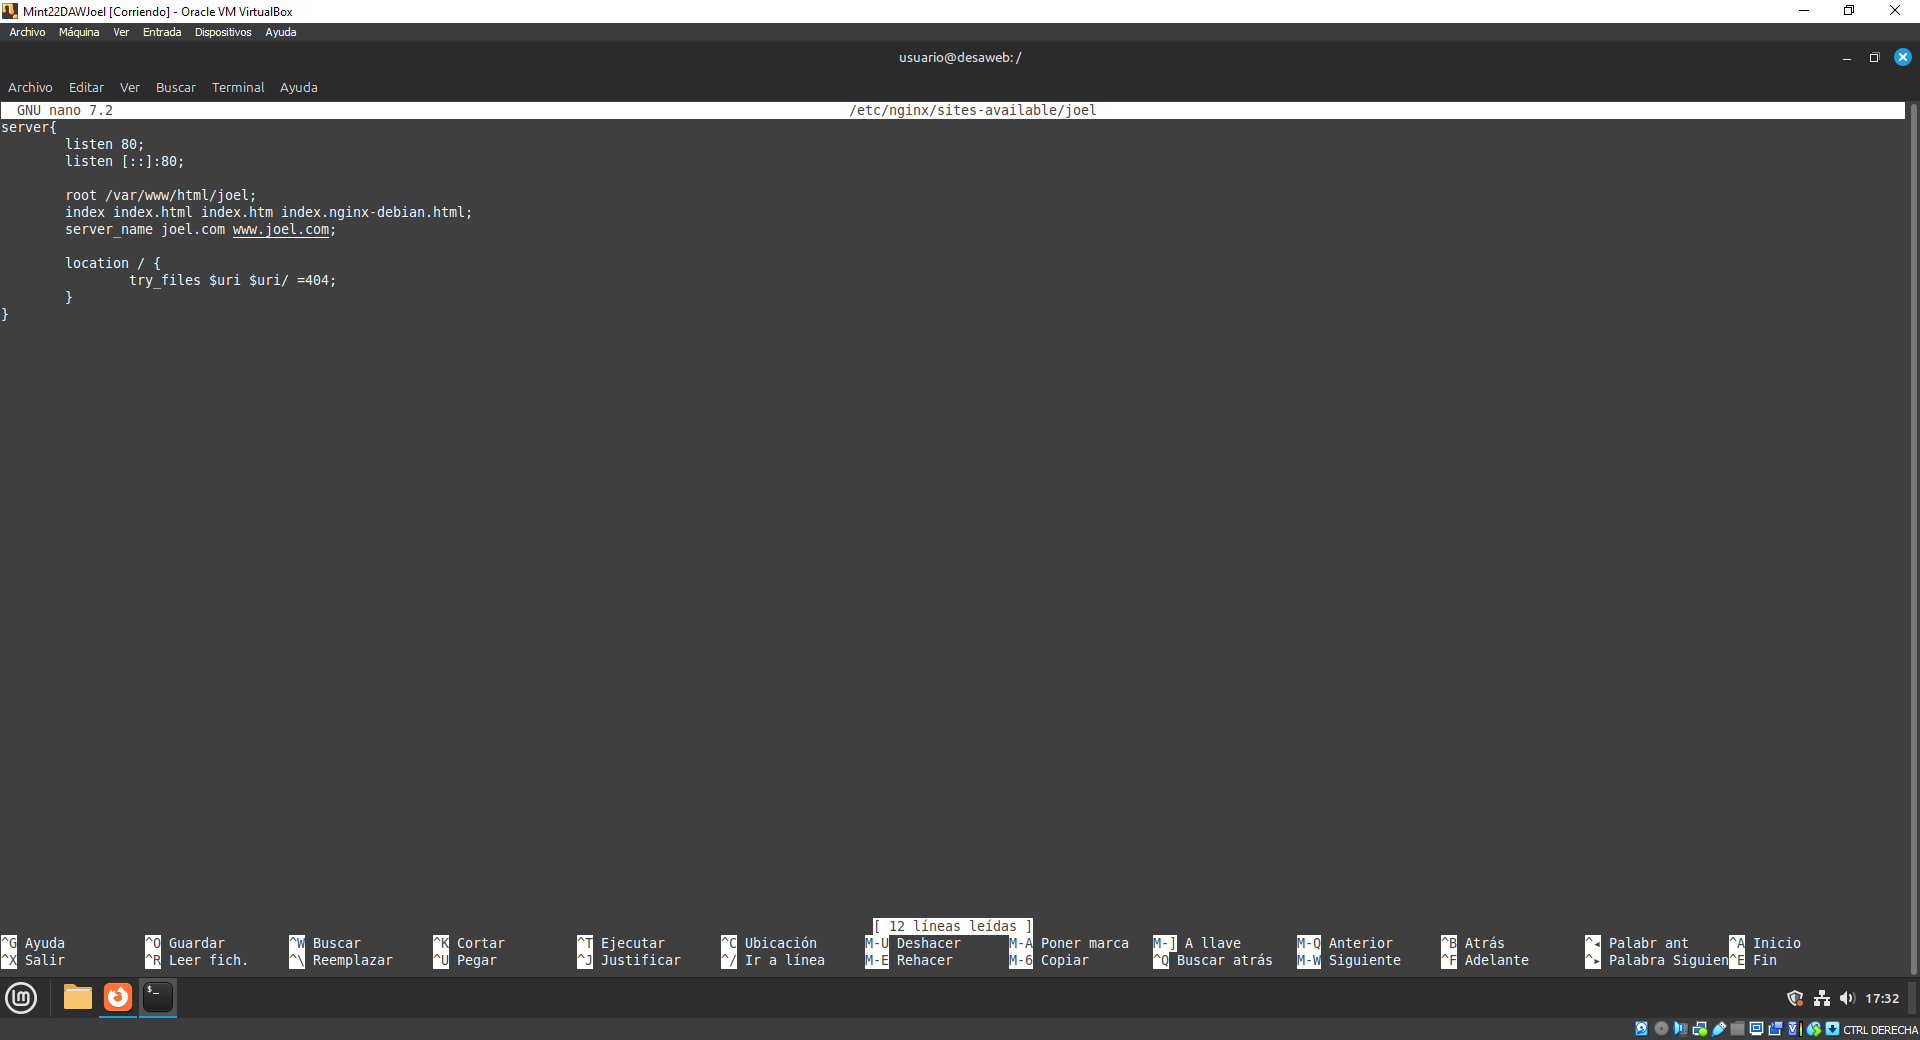 Mint22DAWJoel [Corriendo] - Oracle VM VirtualBox
Archivo Máquina Ver Entrada Dispositivos Ayuda
usuario@desaweb: /
Archivo Editar Ver Buscar Terminal Ayuda
GNU nano 7.2 /etc/nginx/sites-available/joel
server{
listen 80;
listen [::]:80;
root /var/www/html/joel;
index index.html index.htm index.nginx-debian.html;
server_name joel.com www.joel.com;
location / {
try_files $uri $uri/ =404;
}
}
[ 12 líneas leídas ]
^G Ayuda ^O Guardar ^W Buscar ^K Cortar ^T Ejecutar ^C Ubicación M-U Deshacer M-A Poner marca M-] A llave M-Q Anterior ^B Atrás ^◂ Palabr ant ^A Inicio
^X Salir ^R Leer fich. ^\ Reemplazar ^U Pegar ^J Justificar ^/ Ir a línea M-E Rehacer M-6 Copiar ^Q Buscar atrás M-W Siguiente ^F Adelante ^▸ Palabra Siguien ^E Fin
17:32
CTRL DERECHA